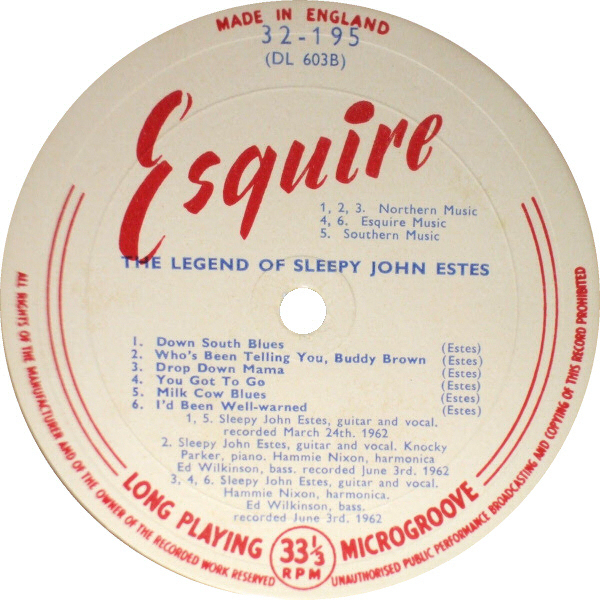 MADE IN ENGLAND
32-195
(DL 603B)
Esquire
1, 2, 3. Northern Music
4, 6. Esquire Music
5. Southern Music
THE LEGEND OF SLEEPY JOHN ESTES
1. Down South Blues (Estes)
2. Who's Been Telling You, Buddy Brown (Estes)
3. Drop Down Mama (Estes)
4. You Got To Go (Estes)
5. Milk Cow Blues (Estes)
6. I'd Been Well-warned (Estes)
1, 5. Sleepy John Estes, guitar and vocal.
recorded March 24th. 1962
2. Sleepy John Estes, guitar and vocal. Knocky
Parker, piano. Hammie Nixon, harmonica
Ed Wilkinson, bass. recorded June 3rd. 1962
3, 4, 6. Sleepy John Estes, guitar and vocal.
Hammie Nixon, harmonica.
Ed Wilkinson, bass.
recorded June 3rd. 1962
LONG PLAYING 33⅓ RPM MICROGROOVE
ALL RIGHTS OF THE MANUFACTURER AND OF THE OWNER OF THE RECORDED WORK RESERVED
UNAUTHORISED PUBLIC PERFORMANCE BROADCASTING AND COPYING OF THIS RECORD PROHIBITED